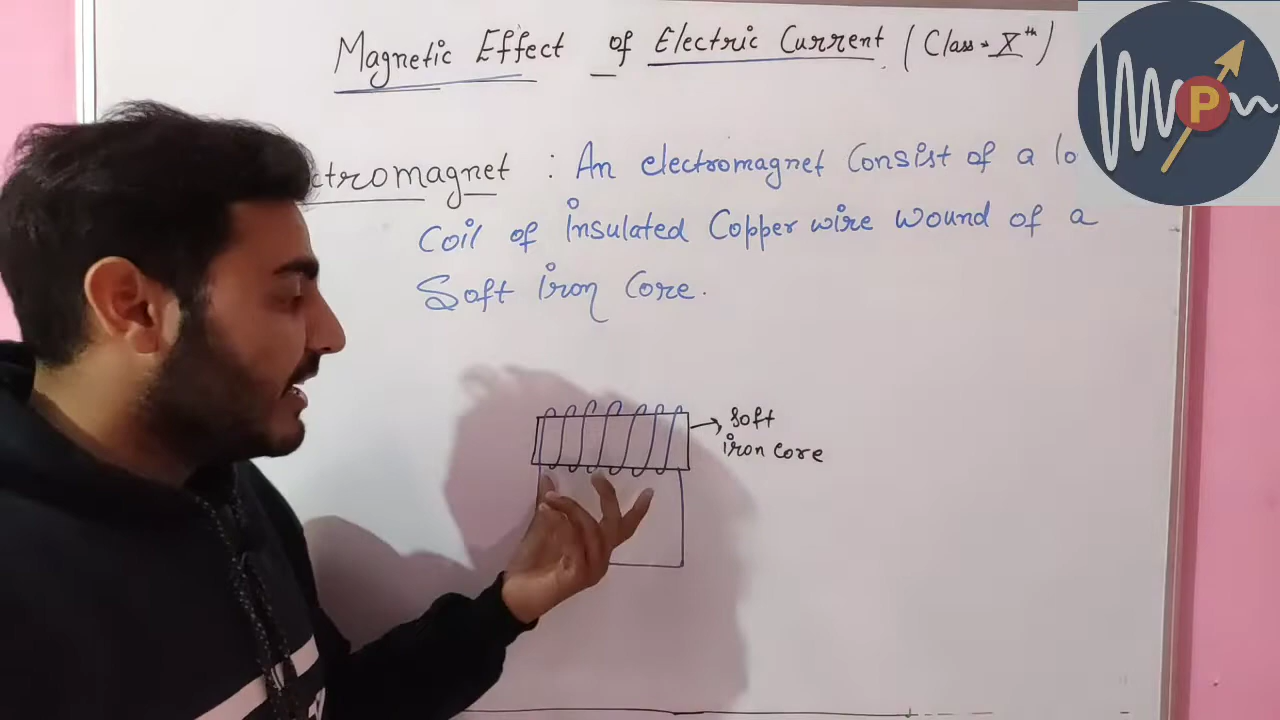 Magnetic Effect of Electric Current (Class - Xth)
ctromagnet : An electromagnet Consist of a lo
Coil of insulated Copper wire wound of a
Soft iron Core.
Soft
iron core
P